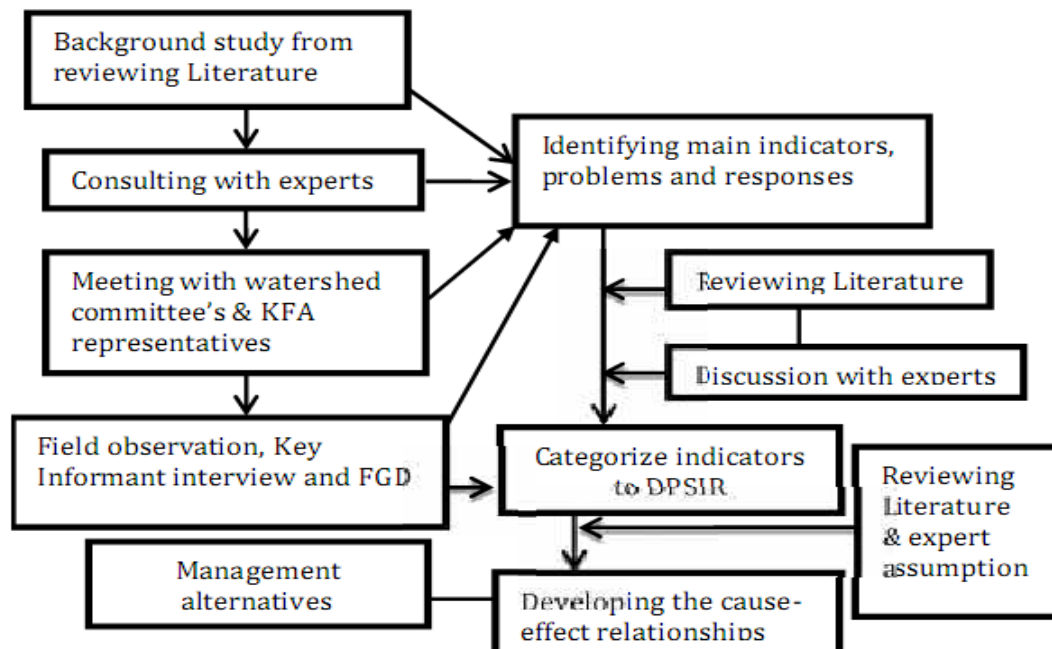 Background study from
reviewing Literature
Consulting with experts
Meeting with watershed
committee's & KFA
representatives
Field observation, Key
Informant interview and FGD
Management
alternatives
Identifying main indicators,
problems and responses
Reviewing Literature
Discussion with experts
Categorize indicators
to DPSIR
Reviewing
Literature
& expert
assumption
Developing the cause-
effect relationships